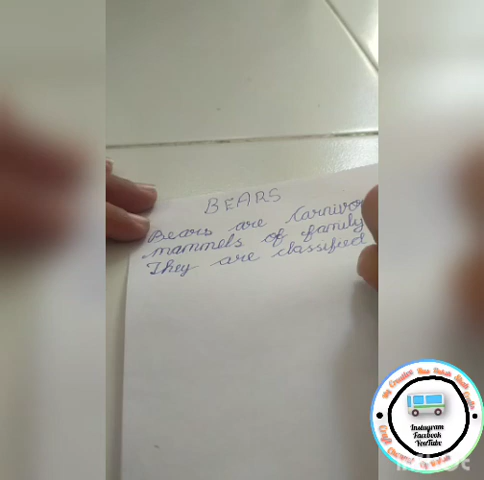 BEARS
Bears are Carnivo
mammels of family
They are classified
Instagram
Facebook
YouTube